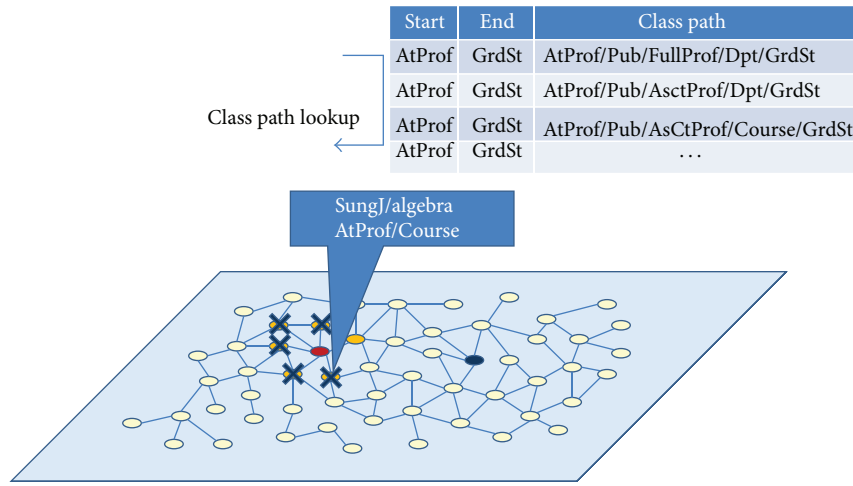 Start End Class path
AtProf GrdSt AtProf/Pub/FullProf/Dpt/GrdSt
AtProf GrdSt AtProf/Pub/AsctProf/Dpt/GrdSt
AtProf GrdSt AtProf/Pub/AsCtProf/Course/GrdSt
AtProf GrdSt ...
Class path lookup
SungJ/algebra
AtProf/Course